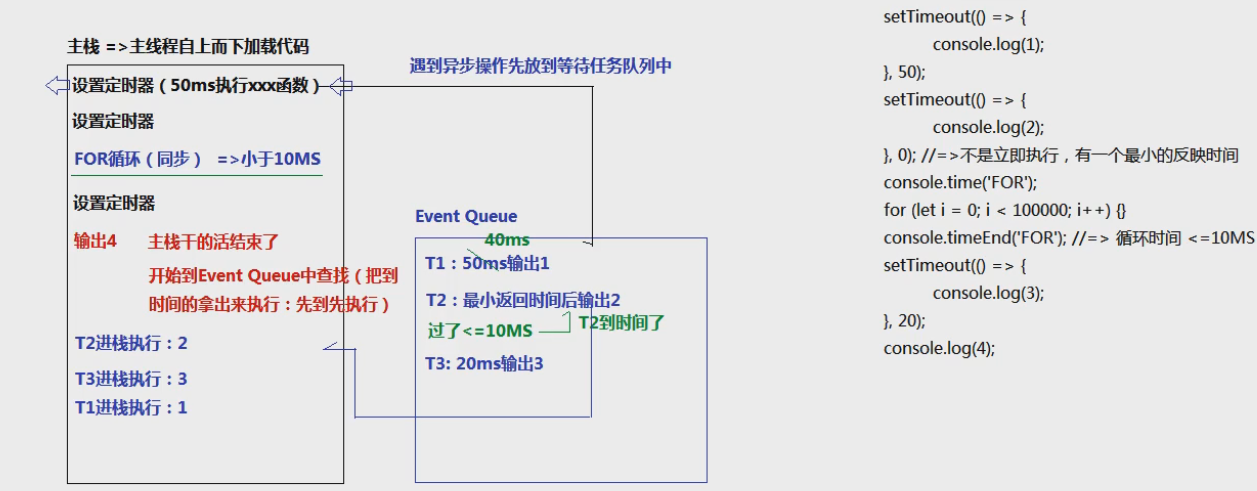 主栈 =>主线程自上而下加载代码
设置定时器（50ms执行xxx函数）
设置定时器
FOR循环（同步） =>小于10MS
设置定时器
输出4 主栈干的活结束了
开始到Event Queue中查找（把到
时间的拿出来执行：先到先执行）
T2进栈执行：2
T3进栈执行：3
T1进栈执行：1
遇到异步操作先放到等待任务队列中
Event Queue
40ms
T1：50ms输出1
T2：最小返回时间后输出2
过了<=10MS
T2到时间了
T3: 20ms输出3
setTimeout(() => {
console.log(1);
}, 50);
setTimeout(() => {
console.log(2);
}, 0); //=>不是立即执行，有一个最小的反映时间
console.time('FOR');
for (let i = 0; i < 100000; i++) {}
console.timeEnd('FOR'); //=> 循环时间 <=10MS
setTimeout(() => {
console.log(3);
}, 20);
console.log(4);